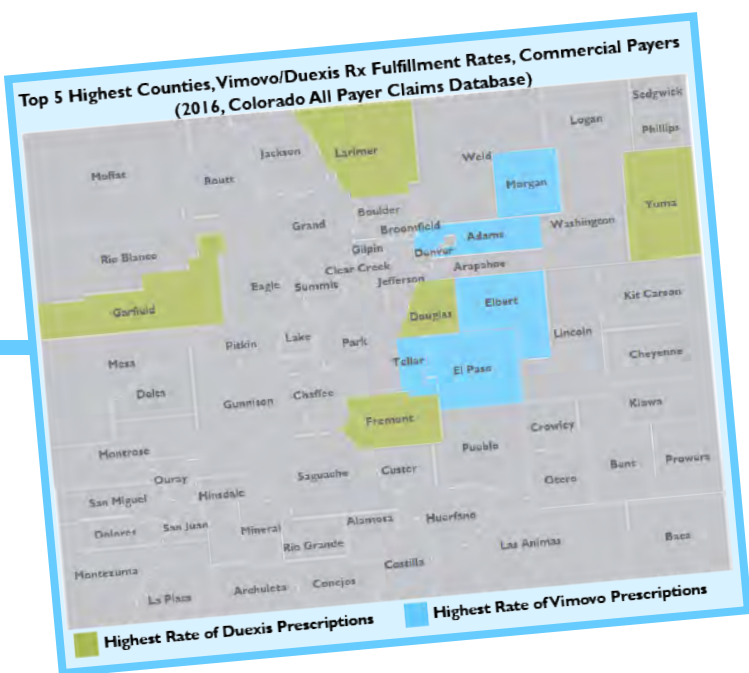 Top 5 Highest Counties, Vimovo/Duexis Rx Fulfillment Rates, Commercial Payers
(2016, Colorado All Payer Claims Database)
Sedgwick
Logan
Phillips
Jackson
Larimer
Weld
Moffat
Routt
Morgan
Yuma
Boulder
Grand
Broomfield
Adams
Washington
Rio Blanco
Gilpin
Denver
Clear Creek
Arapahoe
Eagle
Summit
Jefferson
Garfield
Douglas
Elbert
Kit Carson
Pitkin
Lake
Park
Lincoln
Mesa
Teller
El Paso
Cheyenne
Delta
Gunnison
Chaffee
Fremont
Kiowa
Crowley
Montrose
Pueblo
Ouray
Saguache
Custer
Otero
Bent
Prowers
San Miguel
Hinsdale
Dolores
San Juan
Mineral
Alamosa
Huerfano
Rio Grande
Las Animas
Baca
Montezuma
Costilla
La Plata
Archuleta
Conejos
Highest Rate of Duexis Prescriptions
Highest Rate of Vimovo Prescriptions